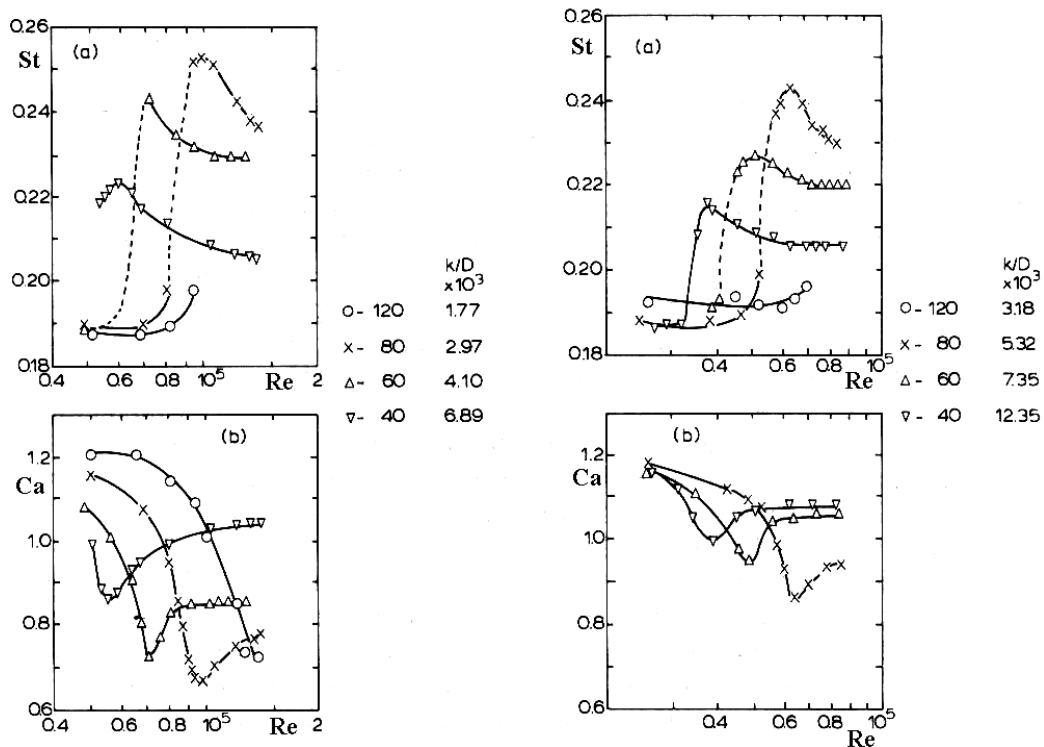 0.26
St
(a)
0.24
0.22
0.20
0.18
0.4
0.6
0.8
10⁵
Re
2
k/D
×10³
○ - 120 1.77
× - 80 2.97
△ - 60 4.10
▽ - 40 6.89
(b)
1.2
Ca
1.0
0.8
0.6
0.4
0.6
0.8
10⁵
Re
2
0.26
St
(a)
0.24
0.22
0.20
0.18
0.4
0.6
0.8
10⁵
Re
k/D
×10³
○ - 120 3.18
× - 80 5.32
△ - 60 7.35
▽ - 40 12.35
(b)
1.2
Ca
1.0
0.8
0.6
0.4
0.6
0.8
10⁵
Re